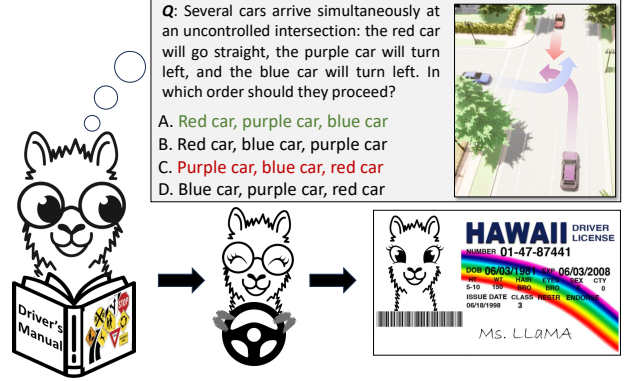 Q: Several cars arrive simultaneously at
an uncontrolled intersection: the red car
will go straight, the purple car will turn
left, and the blue car will turn left. In
which order should they proceed?
A. Red car, purple car, blue car
B. Red car, blue car, purple car
C. Purple car, blue car, red car
D. Blue car, purple car, red car
Driver's
Manual
STOP
HAWAII DRIVER
LICENSE
NUMBER 01-47-87441
DOB 06/03/1981 EXP 06/03/2008
HT WT HAIR EYES SEX CTY
5-10 150 BRO BRO 0
ISSUE DATE CLASS RESTR ENDORSE
06/18/1998 3
Ms. LLaMA